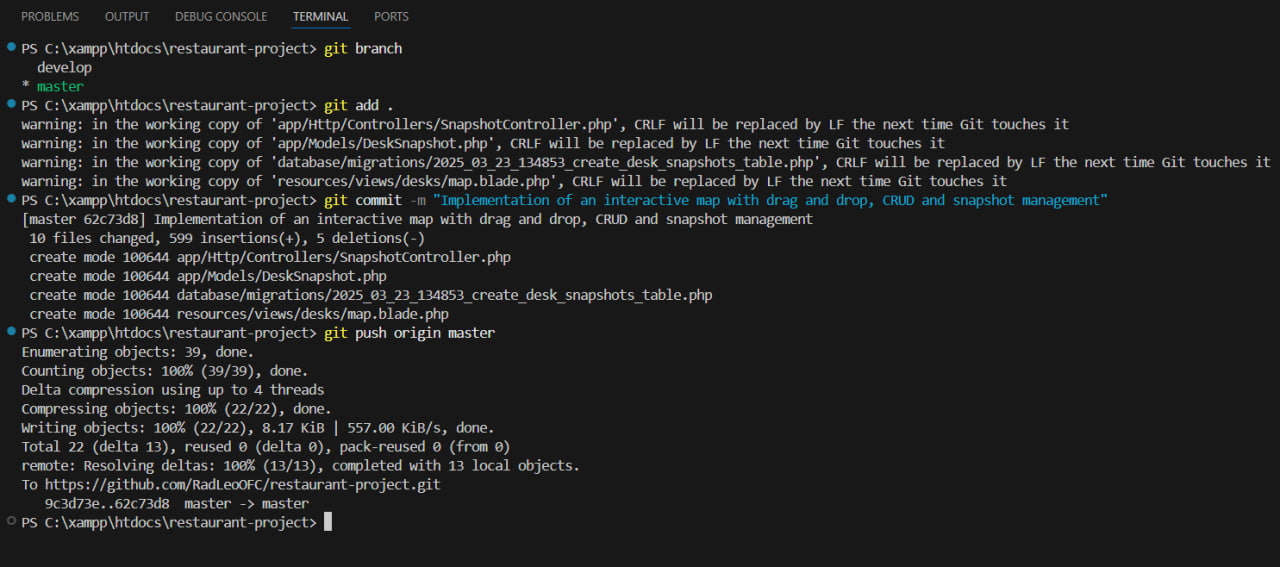 PROBLEMS OUTPUT DEBUG CONSOLE TERMINAL PORTS
PS C:\xampp\htdocs\restaurant-project> git branch
  develop
* master
PS C:\xampp\htdocs\restaurant-project> git add .
warning: in the working copy of 'app/Http/Controllers/SnapshotController.php', CRLF will be replaced by LF the next time Git touches it
warning: in the working copy of 'app/Models/DeskSnapshot.php', CRLF will be replaced by LF the next time Git touches it
warning: in the working copy of 'database/migrations/2025_03_23_134853_create_desk_snapshots_table.php', CRLF will be replaced by LF the next time Git touches it
warning: in the working copy of 'resources/views/desks/map.blade.php', CRLF will be replaced by LF the next time Git touches it
PS C:\xampp\htdocs\restaurant-project> git commit -m "Implementation of an interactive map with drag and drop, CRUD and snapshot management"
[master 62c73d8] Implementation of an interactive map with drag and drop, CRUD and snapshot management
 10 files changed, 599 insertions(+), 5 deletions(-)
 create mode 100644 app/Http/Controllers/SnapshotController.php
 create mode 100644 app/Models/DeskSnapshot.php
 create mode 100644 database/migrations/2025_03_23_134853_create_desk_snapshots_table.php
 create mode 100644 resources/views/desks/map.blade.php
PS C:\xampp\htdocs\restaurant-project> git push origin master
Enumerating objects: 39, done.
Counting objects: 100% (39/39), done.
Delta compression using up to 4 threads
Compressing objects: 100% (22/22), done.
Writing objects: 100% (22/22), 8.17 KiB | 557.00 KiB/s, done.
Total 22 (delta 13), reused 0 (delta 0), pack-reused 0 (from 0)
remote: Resolving deltas: 100% (13/13), completed with 13 local objects.
To https://github.com/RadLeoOFC/restaurant-project.git
   9c3d73e..62c73d8  master -> master
PS C:\xampp\htdocs\restaurant-project>